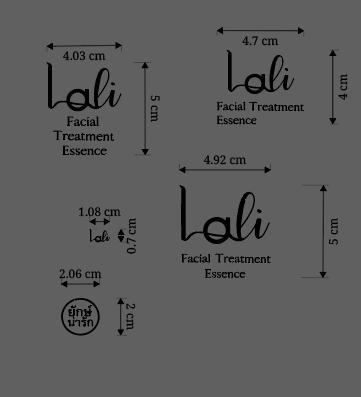 4.03 cm
Lali
Facial
Treatment
Essence
5 cm
4.7 cm
Lali
Facial Treatment
Essence
4 cm
4.92 cm
Lali
Facial Treatment
Essence
5 cm
1.08 cm
Lali
0.7 cm
2.06 cm
ยักษ์
น่ารัก
2 cm